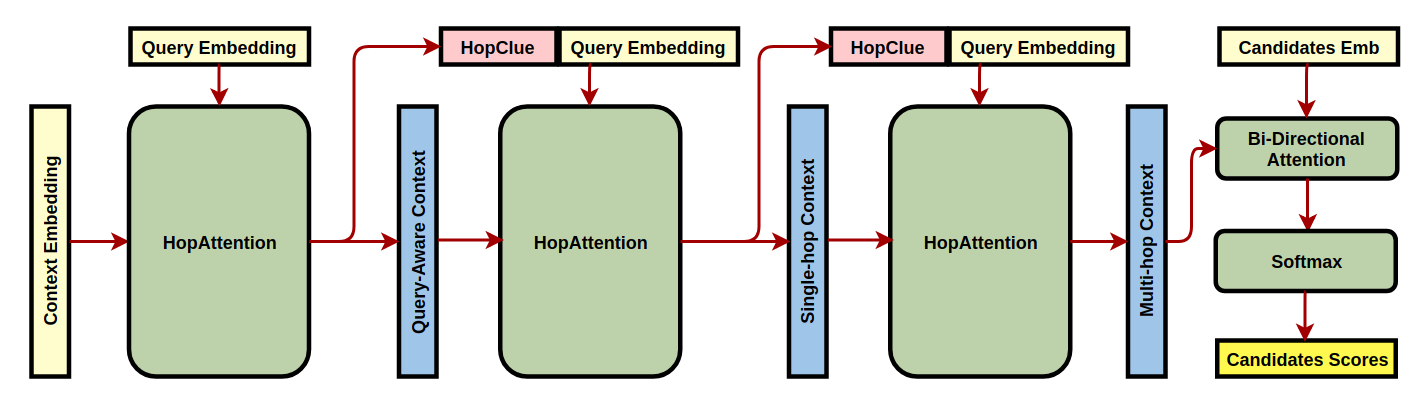 Query Embedding
HopClue
Query Embedding
HopClue
Query Embedding
Candidates Emb
Context Embedding
HopAttention
Query-Aware Context
HopAttention
Single-hop Context
HopAttention
Multi-hop Context
Bi-Directional
Attention
Softmax
Candidates Scores